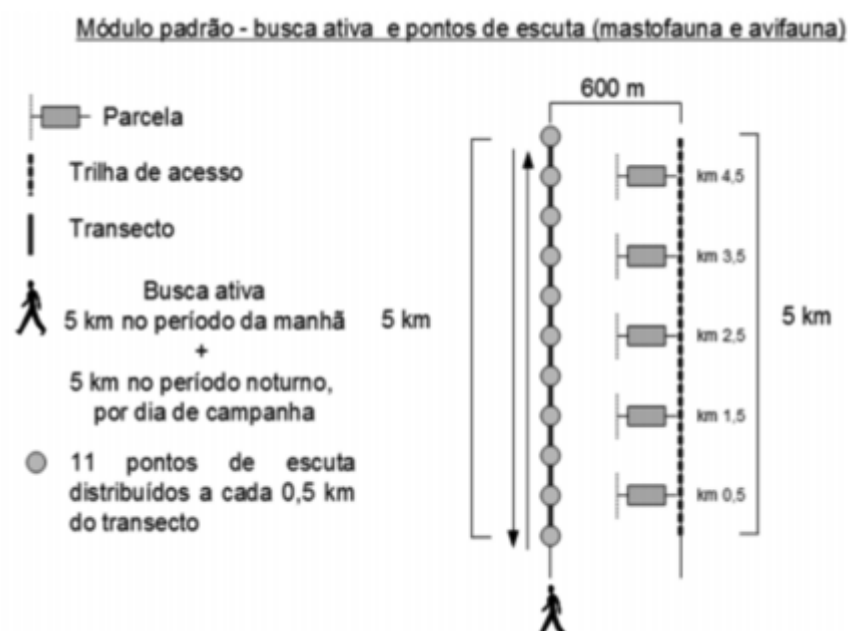 Módulo padrão - busca ativa e pontos de escuta (mastofauna e avifauna)
Parcela
Trilha de acesso
Transecto
Busca ativa
5 km no período da manhã
+
5 km no período noturno,
por dia de campanha
11 pontos de escuta
distribuídos a cada 0,5 km
do transecto
600 m
5 km
km 4,5
km 3,5
km 2,5
km 1,5
km 0,5
5 km